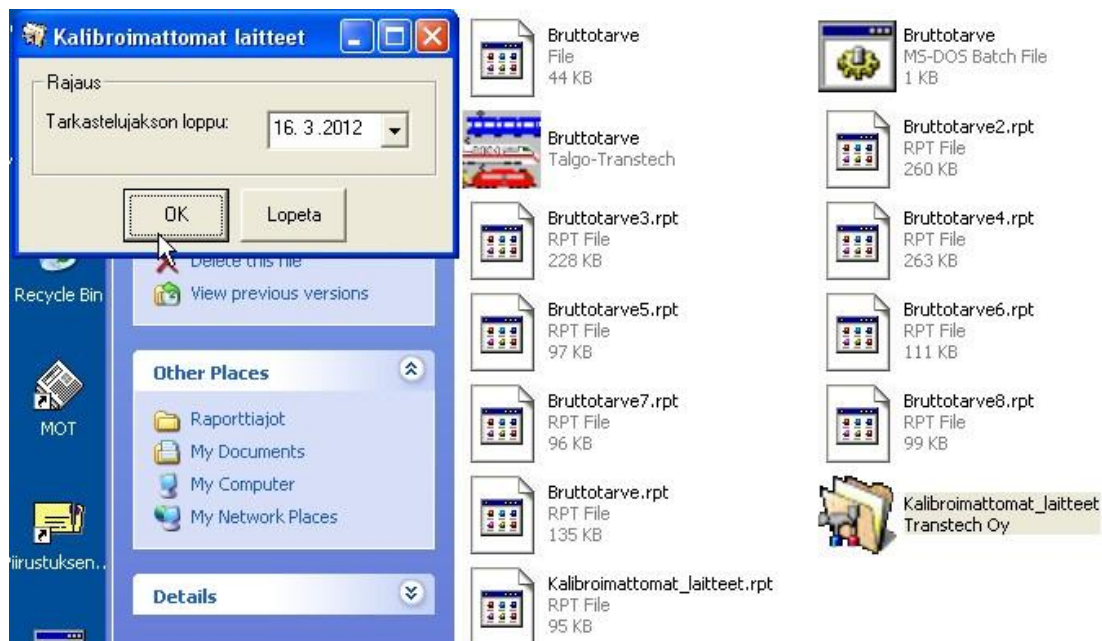 Kalibroimattomat laitteet
Rajaus
Tarkastelujakson loppu:
16. 3 .2012
OK
Lopeta
Recycle Bin
MOT
Piirustuksen..
View previous versions
Other Places
Raporttiajot
My Documents
My Computer
My Network Places
Details
Bruttotarve
File
44 KB
Bruttotarve
MS-DOS Batch File
1 KB
Bruttotarve
Talgo-Transtech
Bruttotarve2.rpt
RPT File
260 KB
Bruttotarve3.rpt
RPT File
228 KB
Bruttotarve4.rpt
RPT File
263 KB
Bruttotarve5.rpt
RPT File
97 KB
Bruttotarve6.rpt
RPT File
111 KB
Bruttotarve7.rpt
RPT File
96 KB
Bruttotarve8.rpt
RPT File
99 KB
Bruttotarve.rpt
RPT File
135 KB
Kalibroimattomat_laitteet
Transtech Oy
Kalibroimattomat_laitteet.rpt
RPT File
95 KB